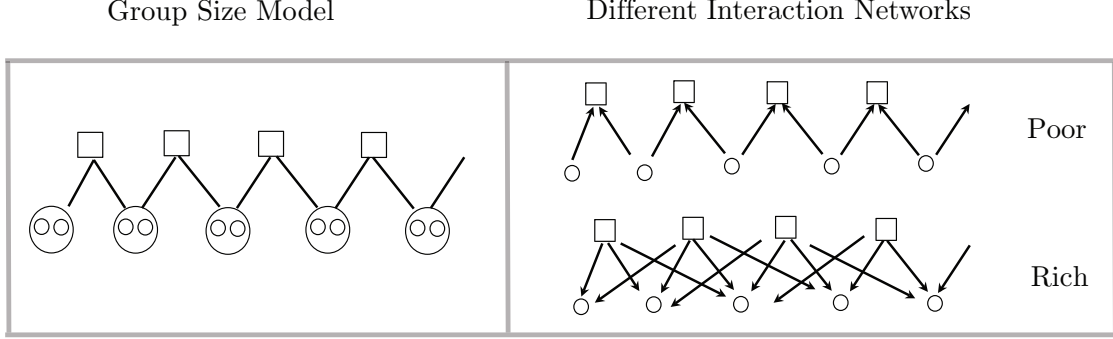 Group Size Model
Different Interaction Networks
Poor
Rich